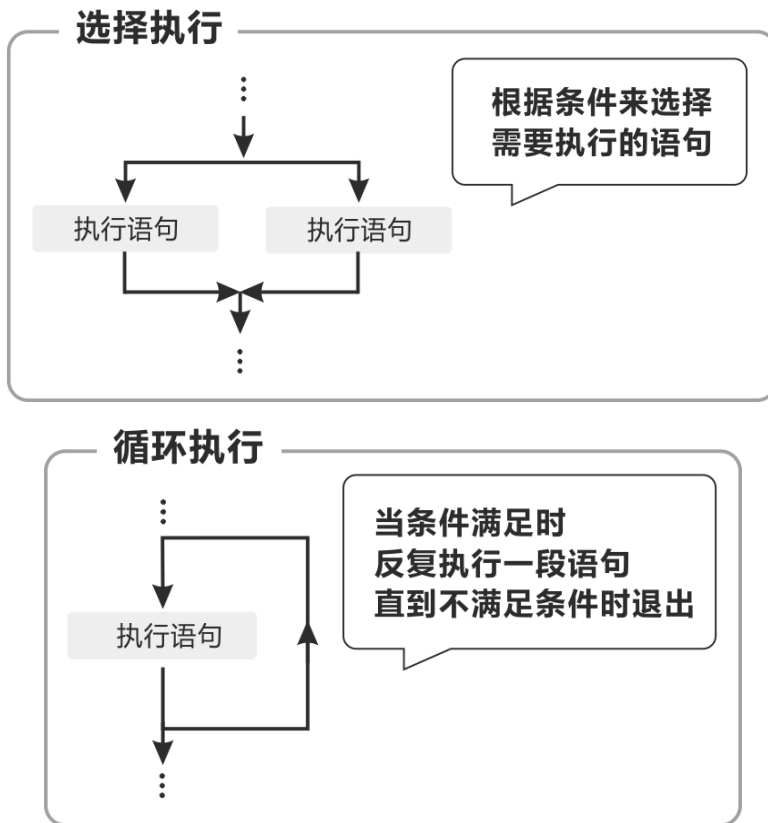 选择执行
根据条件来选择
需要执行的语句
执行语句
执行语句
循环执行
当条件满足时
反复执行一段语句
直到不满足条件时退出
执行语句